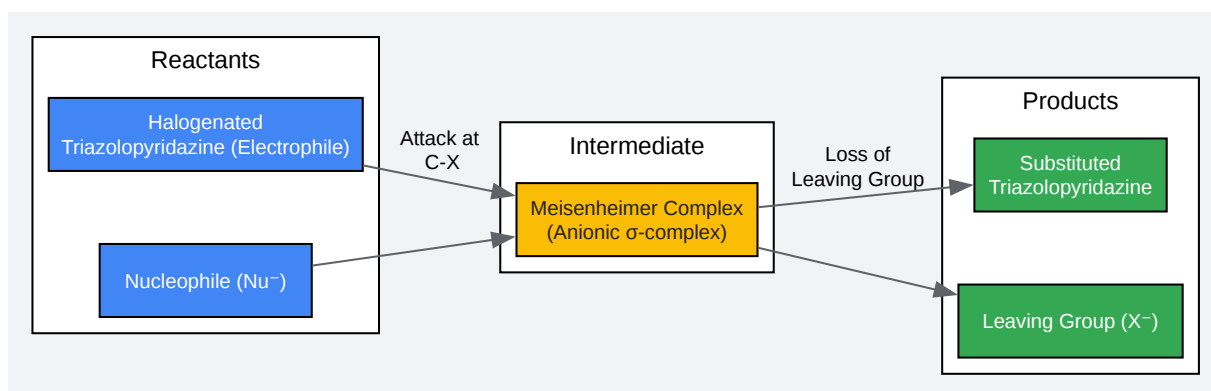 Reactants
Halogenated
Triazolopyridazine (Electrophile)
Nucleophile (Nu⁻)
Attack at
C-X
Intermediate
Meisenheimer Complex
(Anionic σ-complex)
Loss of
Leaving Group
Products
Substituted
Triazolopyridazine
Leaving Group (X⁻)